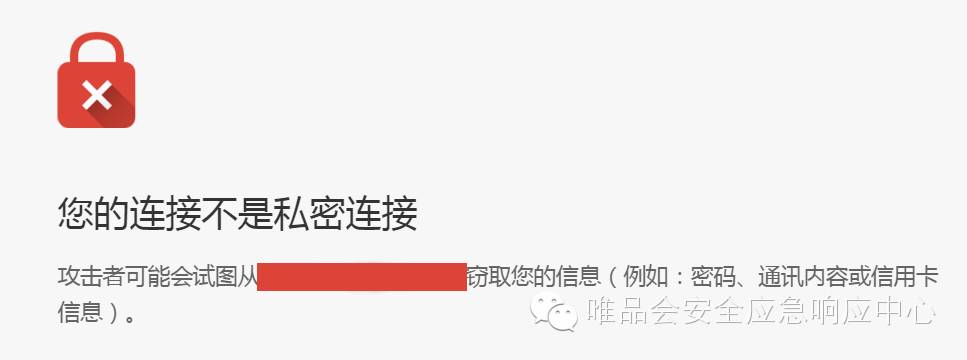 您的连接不是私密连接
攻击者可能会试图从窃取您的信息（例如：密码、通讯内容或信用卡
信息）。
唯品会安全应急响应中心